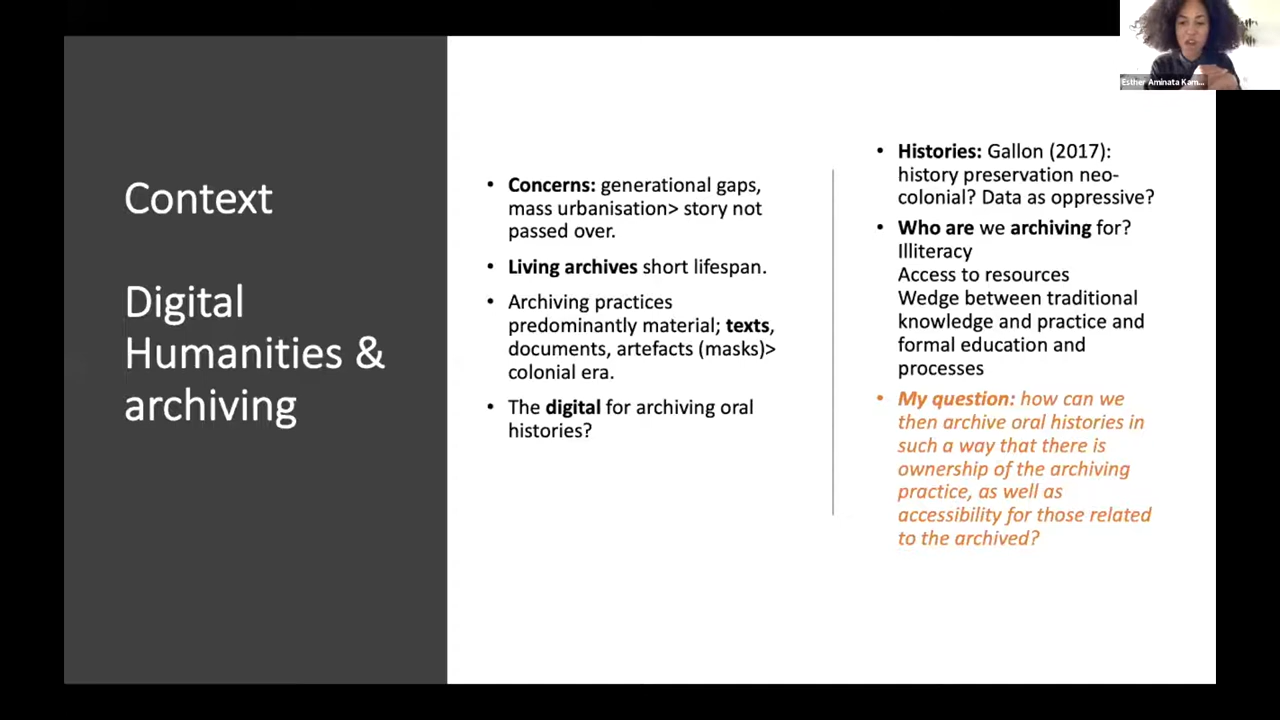 Esther Aminata Kam...
Context
Digital
Humanities &
archiving
• Concerns: generational gaps,
mass urbanisation> story not
passed over.
• Living archives short lifespan.
• Archiving practices
predominantly material; texts,
documents, artefacts (masks)>
colonial era.
• The digital for archiving oral
histories?
• Histories: Gallon (2017):
history preservation neo-
colonial? Data as oppressive?
• Who are we archiving for?
Illiteracy
Access to resources
Wedge between traditional
knowledge and practice and
formal education and
processes
• My question: how can we
then archive oral histories in
such a way that there is
ownership of the archiving
practice, as well as
accessibility for those related
to the archived?